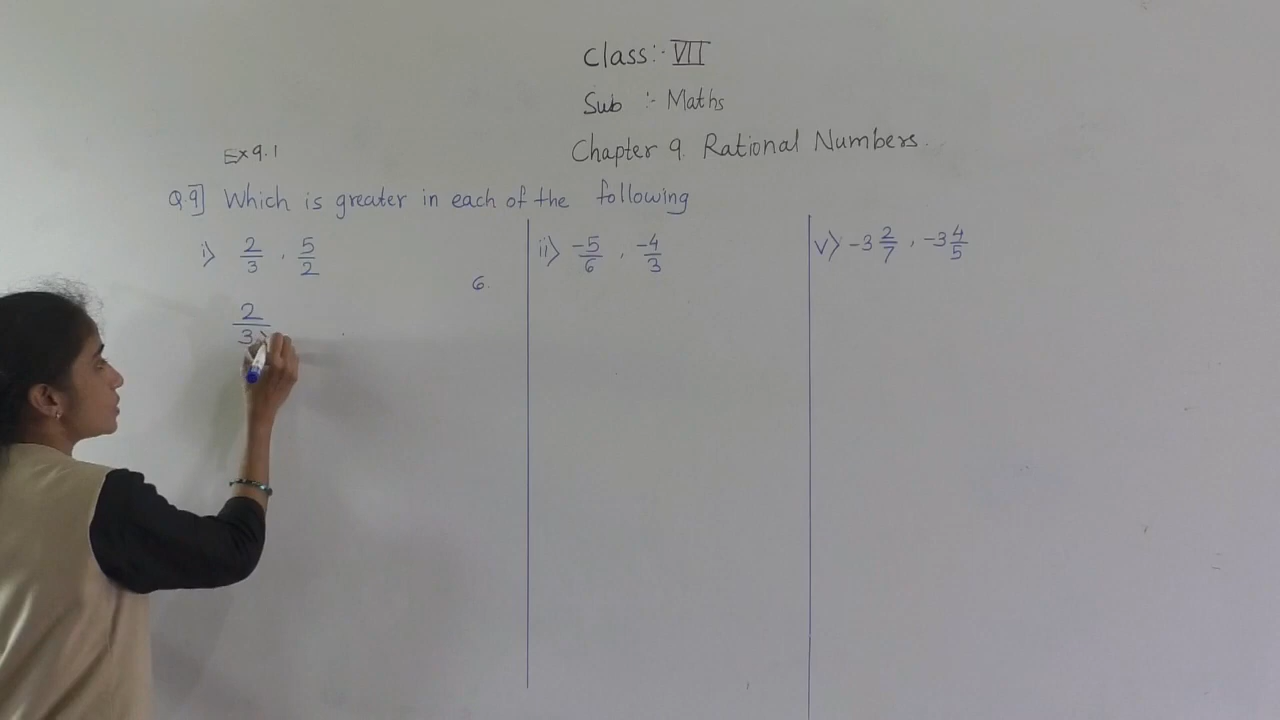 Class:- VII
Sub :- Maths
Chapter 9. Rational Numbers.
Ex 9.1
Q.9] Which is greater in each of the following
i) 2/3 , 5/2
6.
2/3
ii) -5/6 , -4/3
v) -3 2/7 , -3 4/5